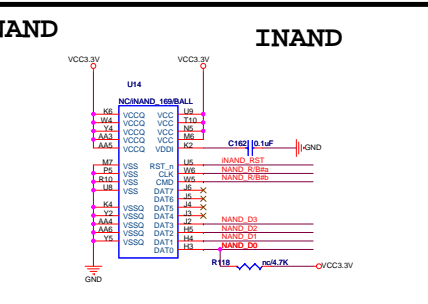 NAND
INAND
VCC3.3V
VCC3.3V
U14
NC/iNAND_169/BALL
K6 VCCQ VCC U9
W4 VCCQ VCC T10
Y4 VCCQ VCC N5
AA3 VCCQ VCC M6
AA5 VCCQ VDDI K2
C162 0.1uF
GND
M7 VSS RST_n U5 iNAND_RST
P5 VSS CLK W6 NAND_R/B#a
R10 VSS CMD W5 NAND_R/B#b
U8 VSS DAT7 J6
DAT6 J5
K4 VSSQ DAT5 J4
Y2 VSSQ DAT4 J3
AA4 VSSQ DAT3 J2 NAND_D3
AA6 VSSQ DAT2 H5 NAND_D2
Y5 VSSQ DAT1 H4 NAND_D1
DAT0 H3 NAND_D0
R118 nc/4.7K
VCC3.3V
GND